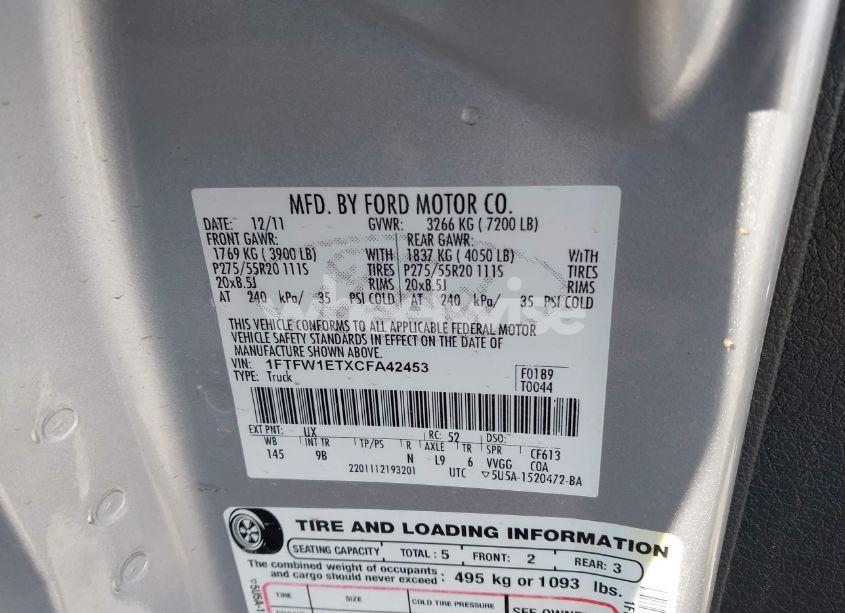 MFD. BY FORD MOTOR CO.
DATE: 12/11 GVWR: 3266 KG ( 7200 LB)
FRONT GAWR: REAR GAWR:
1769 KG ( 3900 LB) WITH 1837 KG ( 4050 LB) WITH
P275/55R20 111S TIRES P275/55R20 111S TIRES
20x8.5J RIMS 20x8.5J RIMS
AT 240 kPa/ 35 PSI COLD AT 240 kPa/ 35 PSI COLD
wheelwise
THIS VEHICLE CONFORMS TO ALL APPLICABLE FEDERAL MOTOR
VEHICLE SAFETY STANDARDS IN EFFECT ON THE DATE OF
MANUFACTURE SHOWN ABOVE.
VIN: 1FTFW1ETXCFA42453 F0189
TYPE: Truck T0044
EXT PNT: UX RC: 52 DSO:
WB INT TR TP/PS R AXLE TR SPR CF613
145 9B N L9 6 VVGG COA
2201112193201 UTC ▽5U5A-1520472-BA
TIRE AND LOADING INFORMATION
SEATING CAPACITY TOTAL : 5 FRONT: 2 REAR: 3
The combined weight of occupants
and cargo should never exceed : 495 kg or 1093 lbs.
TIRE SIZE COLD TIRE PRESSURE SEE OWNER